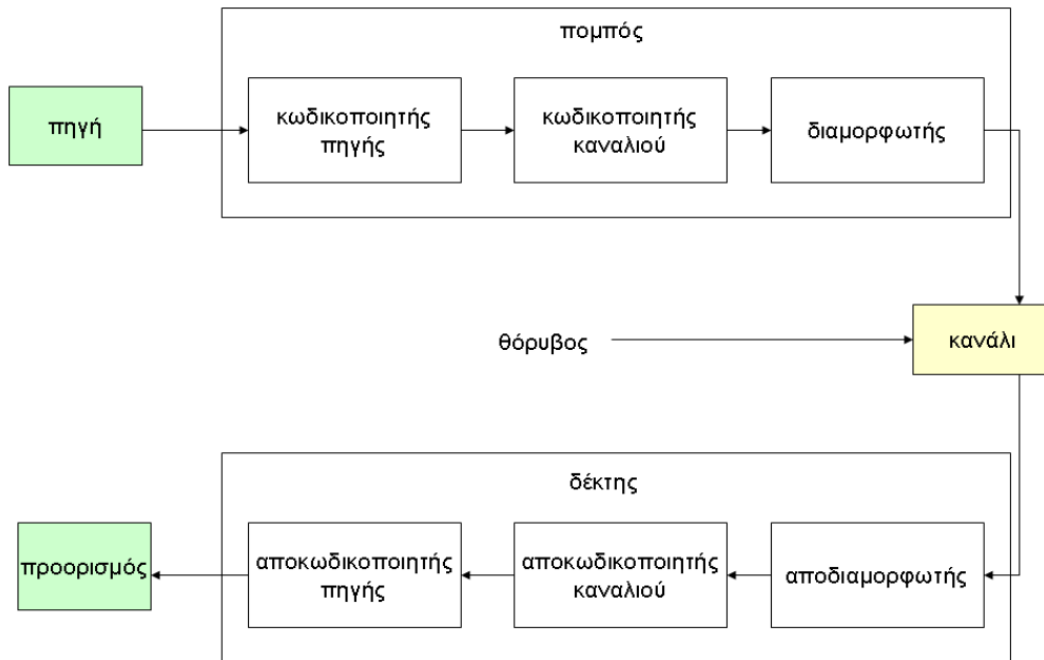 πομπός
πηγή
κωδικοποιητής
πηγής
κωδικοποιητής
καναλιού
διαμορφωτής
θόρυβος
κανάλι
δέκτης
προορισμός
αποκωδικοποιητής
πηγής
αποκωδικοποιητής
καναλιού
αποδιαμορφωτής